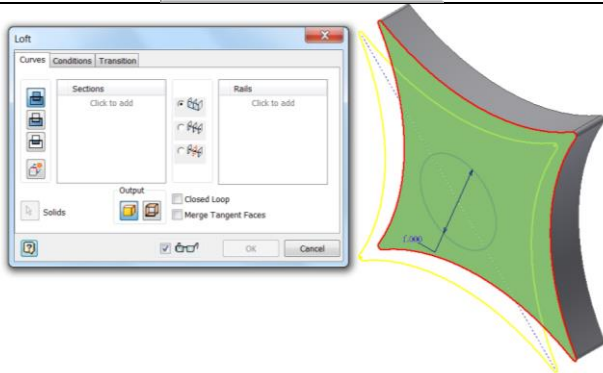 Loft
Curves Conditions Transition
Sections
Click to add
Rails
Click to add
Output
Solids
Closed Loop
Merge Tangent Faces
OK
Cancel
1.000